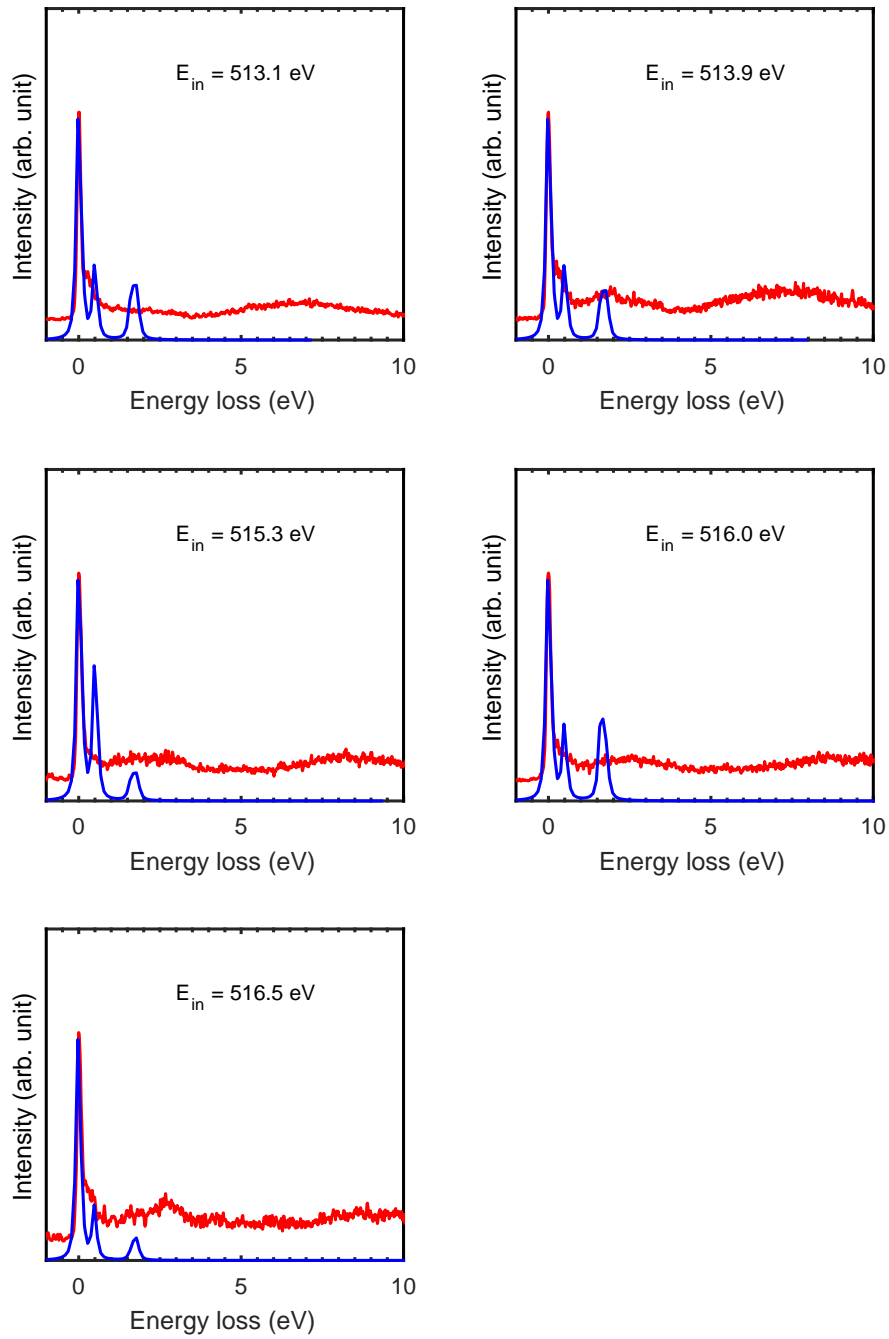 E_in = 513.1 eV
Intensity (arb. unit)
0 5 10
Energy loss (eV)
E_in = 513.9 eV
Intensity (arb. unit)
0 5 10
Energy loss (eV)
E_in = 515.3 eV
Intensity (arb. unit)
0 5 10
Energy loss (eV)
E_in = 516.0 eV
Intensity (arb. unit)
0 5 10
Energy loss (eV)
E_in = 516.5 eV
Intensity (arb. unit)
0 5 10
Energy loss (eV)